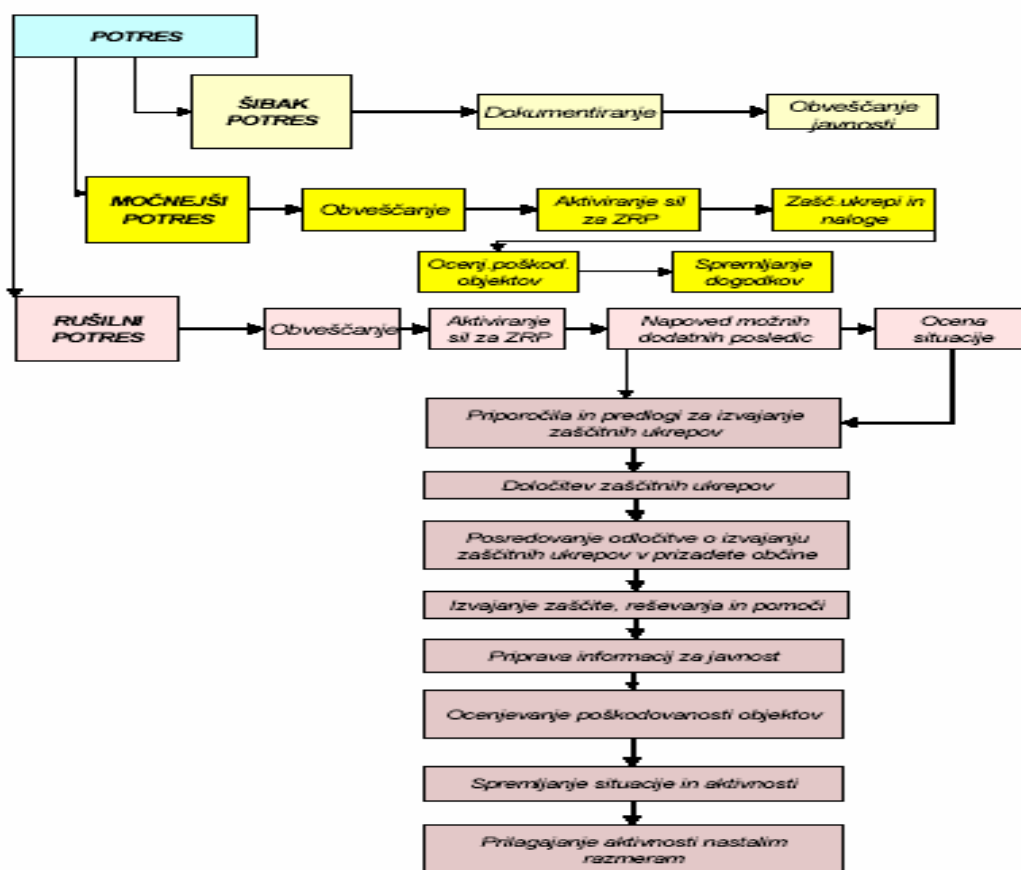 POTRES
ŠIBAK
POTRES
Dokumentiranje
Obveščanje
javnosti
MOČNEJŠI
POTRES
Obveščanje
Aktiviranje sil
za ZRP
Zašč.ukrepi in
naloge
Ocenj.poškod.
objektov
Spremljanje
dogodkov
RUŠILNI
POTRES
Obveščanje
Aktiviranje
sil za ZRP
Napoved možnih
dodatnih posledic
Ocena
situacije
Priporočila in predlogi za izvajanje
zaščitnih ukrepov
Določitev zaščitnih ukrepov
Posredovanje odločitve o izvajanju
zaščitnih ukrepov v prizadete občine
Izvajanje zaščite, reševanja in pomoči
Priprava informacij za javnost
Ocenjevanje poškodovanosti objektov
Spremljanje situacije in aktivnosti
Prilagajanje aktivnosti nastalim
razmeram